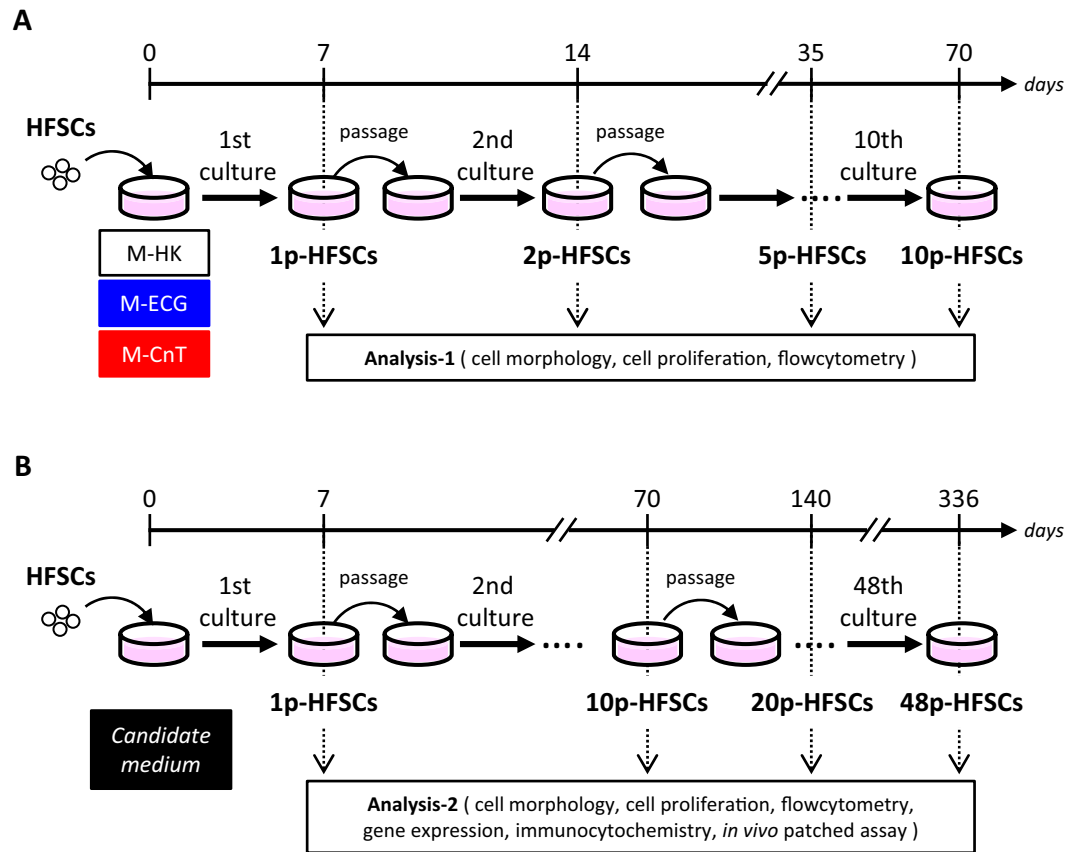 A
0 7 14 35 70
days
HFSCs
1st
culture
passage
2nd
culture
passage
10th
culture
M-HK
M-ECG
M-CnT
1p-HFSCs 2p-HFSCs 5p-HFSCs 10p-HFSCs
Analysis-1 ( cell morphology, cell proliferation, flowcytometry )
B
0 7 70 140 336
days
HFSCs
1st
culture
passage
2nd
culture
passage
48th
culture
1p-HFSCs 10p-HFSCs 20p-HFSCs 48p-HFSCs
Candidate
medium
Analysis-2 ( cell morphology, cell proliferation, flowcytometry,
gene expression, immunocytochemistry, in vivo patched assay )